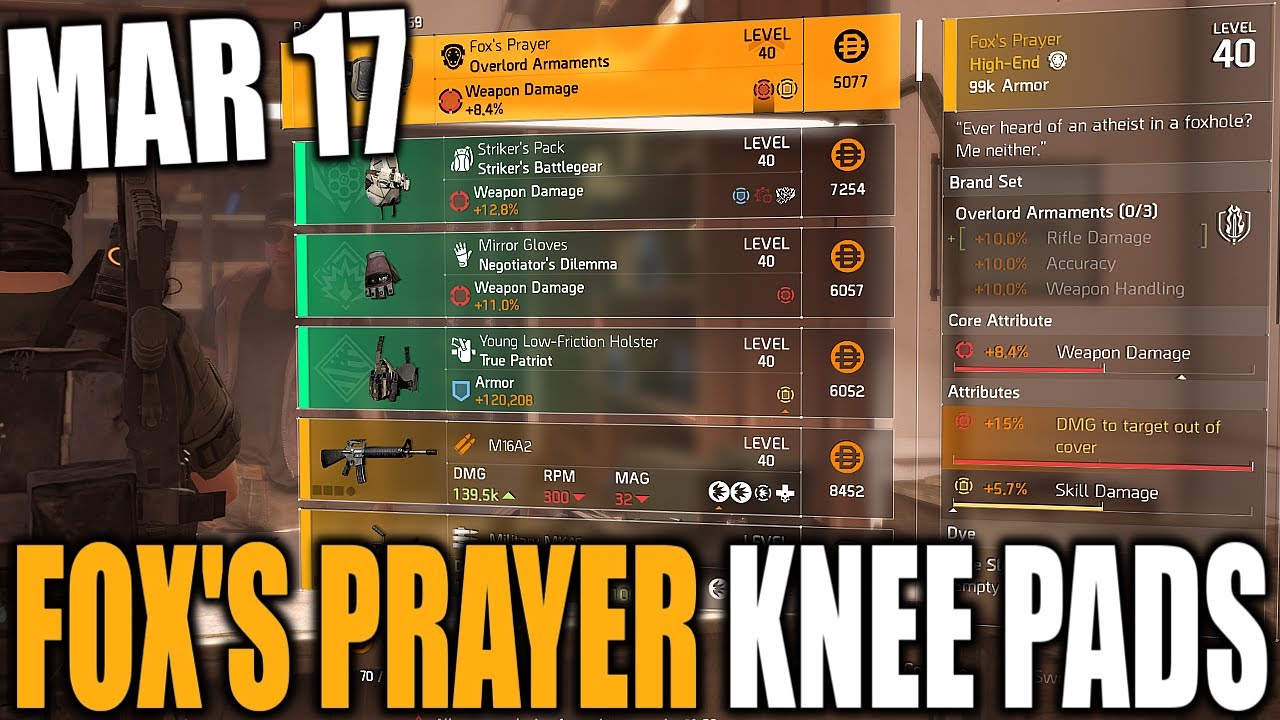 MAR 17
59
Fox's Prayer
Overlord Armaments
LEVEL
40
Weapon Damage
+8.4%
5077
Striker's Pack
Striker's Battlegear
LEVEL
40
Weapon Damage
+12.8%
7254
Mirror Gloves
Negotiator's Dilemma
LEVEL
40
Weapon Damage
+11.0%
6057
Young Low-Friction Holster
True Patriot
LEVEL
40
Armor
+120,208
6052
M16A2
LEVEL
40
DMG
RPM
MAG
139.5k
300
32
8452
Fox's Prayer
High-End
99k Armor
LEVEL
40
"Ever heard of an atheist in a foxhole?
Me neither."
Brand Set
Overlord Armaments (0/3)
+ [ +10.0% Rifle Damage ]
+10.0% Accuracy
+10.0% Weapon Handling
Core Attribute
+8.4% Weapon Damage
Attributes
+15% DMG to target out of
cover
+5.7% Skill Damage
Dye
70 /
FOX'S PRAYER KNEE PADS